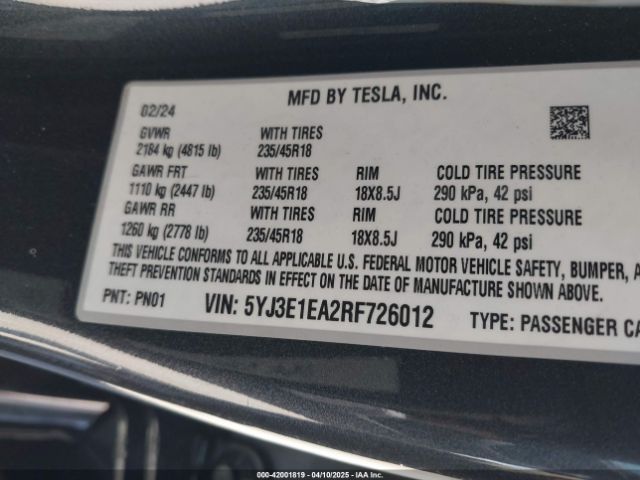 MFD BY TESLA, INC.
02/24
GVWR WITH TIRES
2184 kg (4815 lb) 235/45R18
GAWR FRT WITH TIRES RIM COLD TIRE PRESSURE
1110 kg (2447 lb) 235/45R18 18X8.5J 290 kPa, 42 psi
GAWR RR WITH TIRES RIM COLD TIRE PRESSURE
1260 kg (2778 lb) 235/45R18 18X8.5J 290 kPa, 42 psi
THIS VEHICLE CONFORMS TO ALL APPLICABLE U.S. FEDERAL MOTOR VEHICLE SAFETY, BUMPER, A
THEFT PREVENTION STANDARDS IN EFFECT ON THE DATE OF MANUFACTURE SHOWN ABOVE.
PNT: PN01 VIN: 5YJ3E1EA2RF726012 TYPE: PASSENGER CA
000-42001819 - 04/10/2025 - IAAI.COM